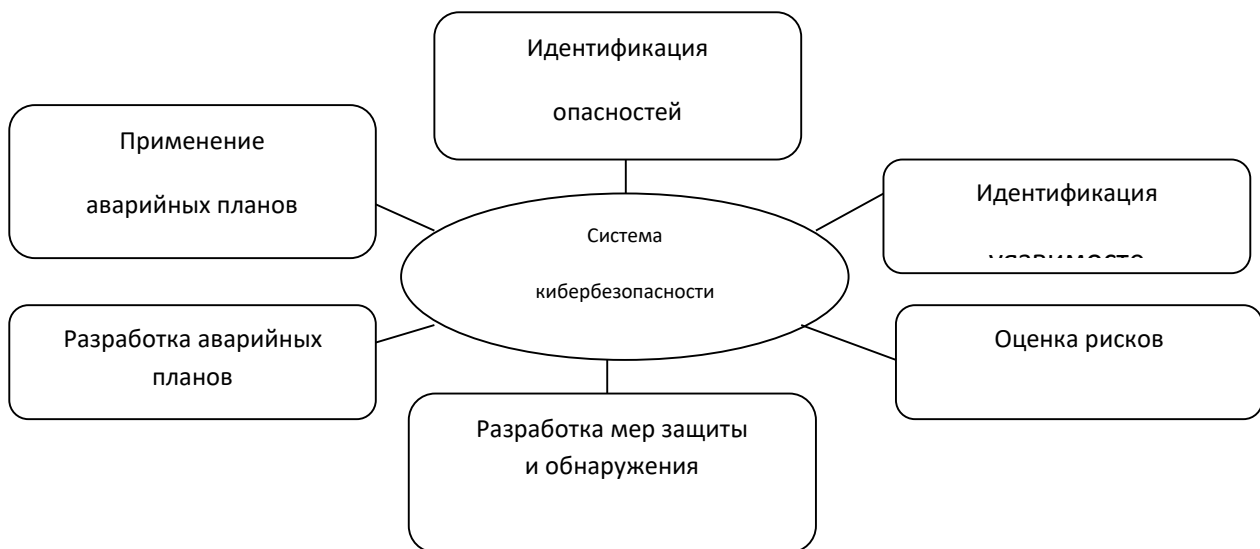 Идентификация
опасностей
Применение
аварийных планов
Идентификация
Система
кибербезопасности
Разработка аварийных
планов
Оценка рисков
Разработка мер защиты
и обнаружения